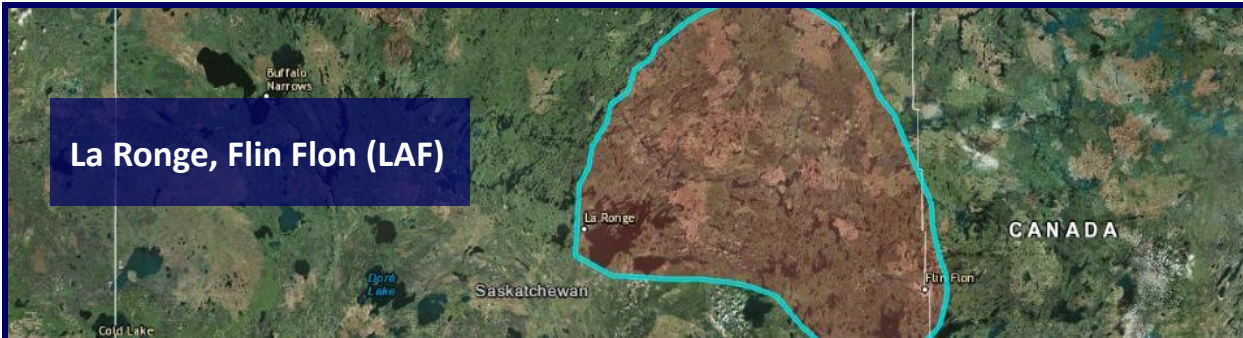 Buffalo
Narrows
La Ronge, Flin Flon (LAF)
La Ronge
CANADA
Doré
Lake
Saskatchewan
Flin Flon
Cold Lake